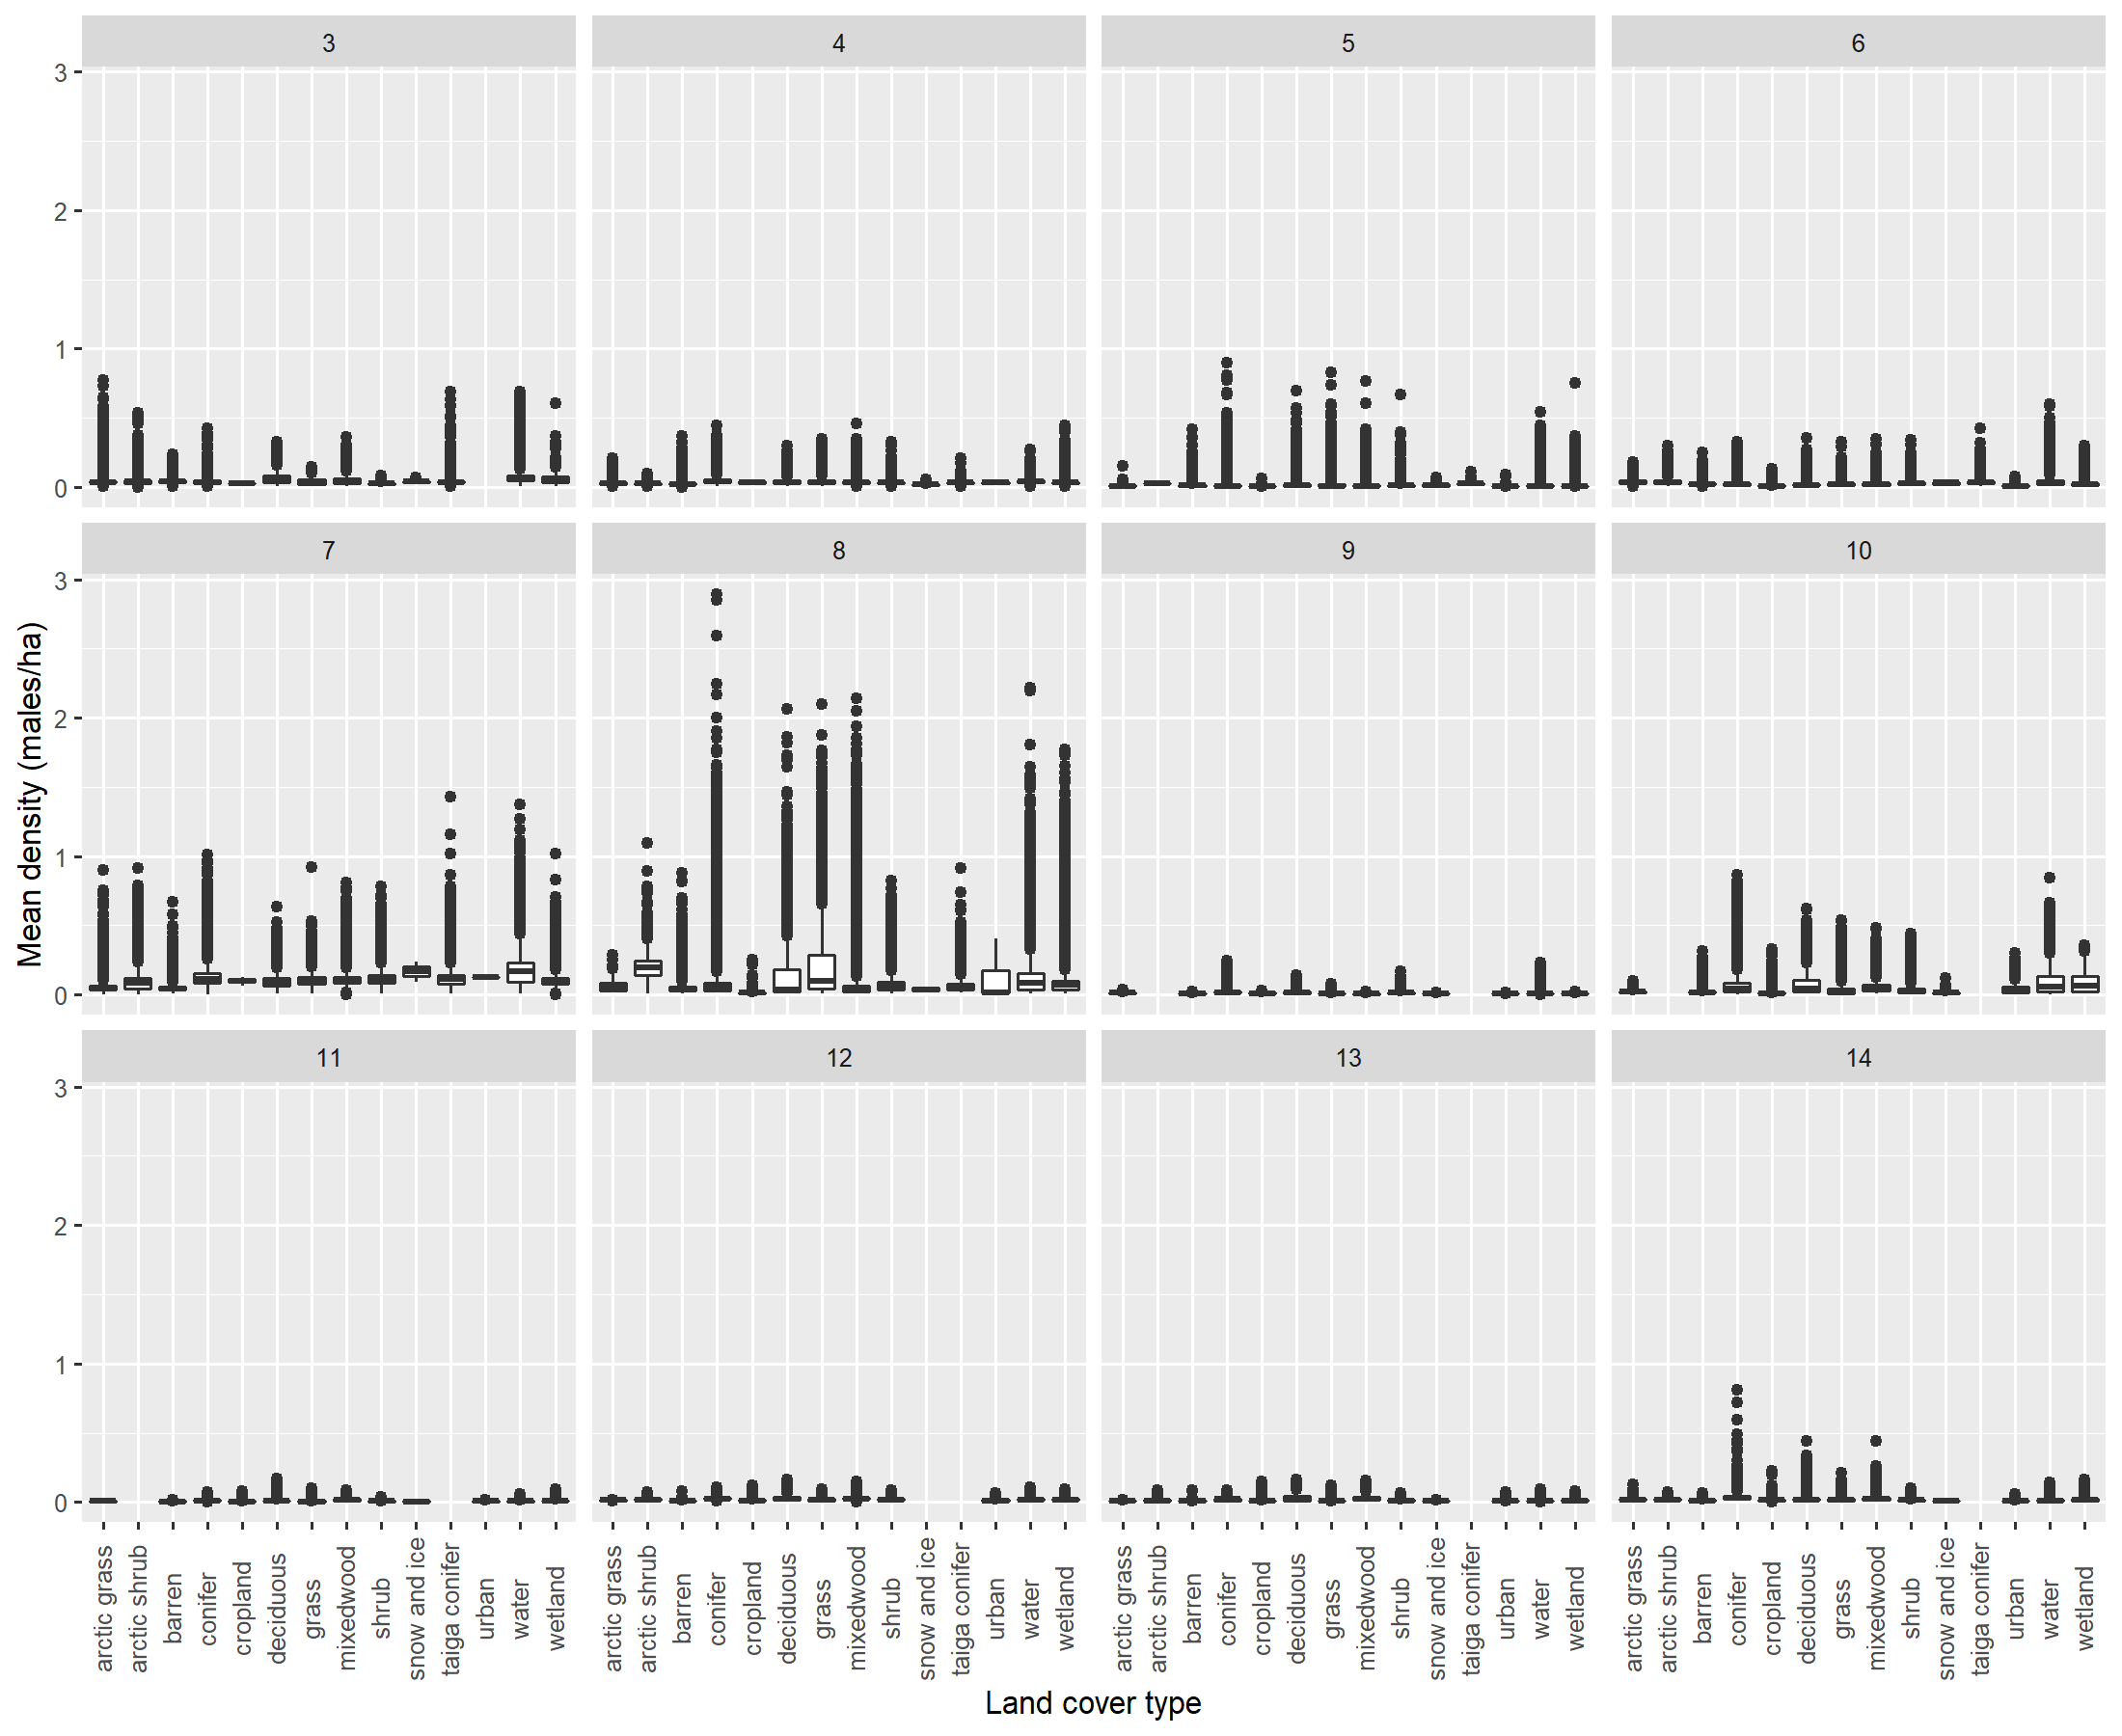 3 4 5 6
3
2
1
0
7 8 9 10
3
2
1
0
11 12 13 14
3
2
1
0
Mean density (males/ha)
arctic grass arctic shrub barren conifer cropland deciduous grass mixedwood shrub snow and ice taiga conifer urban water wetland
arctic grass arctic shrub barren conifer cropland deciduous grass mixedwood shrub snow and ice taiga conifer urban water wetland
arctic grass arctic shrub barren conifer cropland deciduous grass mixedwood shrub snow and ice taiga conifer urban water wetland
arctic grass arctic shrub barren conifer cropland deciduous grass mixedwood shrub snow and ice taiga conifer urban water wetland
Land cover type